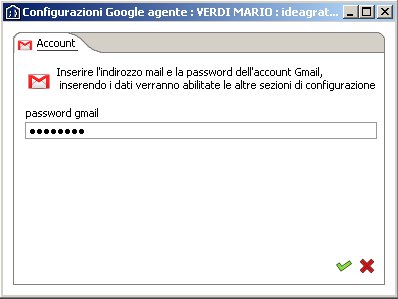 Configurazioni Google agente : VERDI MARIO : ideagrat...
Account
Inserire l'indirozzo mail e la password dell'account Gmail,
inserendo i dati verranno abilitate le altre sezioni di configurazione
password gmail
●●●●●●●●